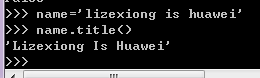 >>> name='lizexiong is huawei'
>>> name.title()
'Lizexiong Is Huawei'
>>>